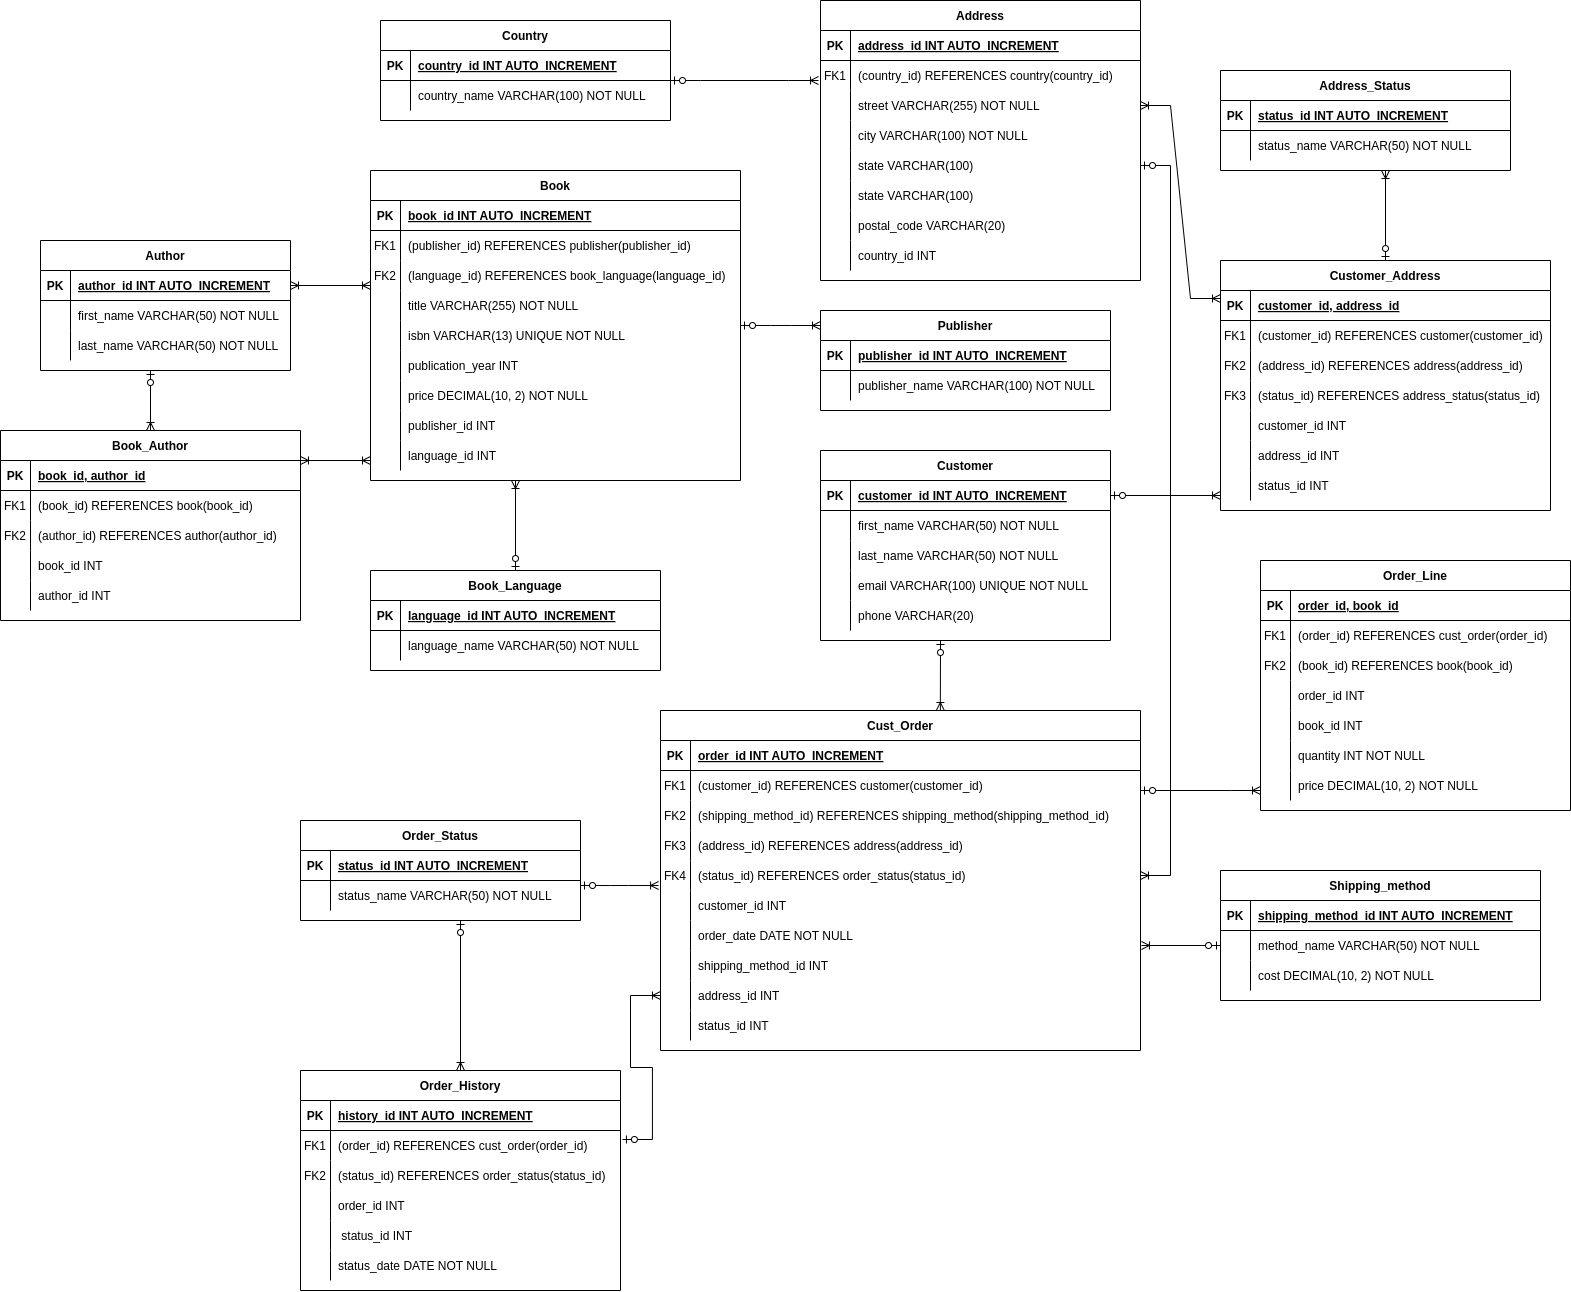 Country
PK country_id INT AUTO_INCREMENT
country_name VARCHAR(100) NOT NULL
Address
PK address_id INT AUTO_INCREMENT
FK1 (country_id) REFERENCES country(country_id)
street VARCHAR(255) NOT NULL
city VARCHAR(100) NOT NULL
state VARCHAR(100)
state VARCHAR(100)
postal_code VARCHAR(20)
country_id INT
Address_Status
PK status_id INT AUTO_INCREMENT
status_name VARCHAR(50) NOT NULL
Author
PK author_id INT AUTO_INCREMENT
first_name VARCHAR(50) NOT NULL
last_name VARCHAR(50) NOT NULL
Book
PK book_id INT AUTO_INCREMENT
FK1 (publisher_id) REFERENCES publisher(publisher_id)
FK2 (language_id) REFERENCES book_language(language_id)
title VARCHAR(255) NOT NULL
isbn VARCHAR(13) UNIQUE NOT NULL
publication_year INT
price DECIMAL(10, 2) NOT NULL
publisher_id INT
language_id INT
Publisher
PK publisher_id INT AUTO_INCREMENT
publisher_name VARCHAR(100) NOT NULL
Customer_Address
PK customer_id, address_id
FK1 (customer_id) REFERENCES customer(customer_id)
FK2 (address_id) REFERENCES address(address_id)
FK3 (status_id) REFERENCES address_status(status_id)
customer_id INT
address_id INT
status_id INT
Book_Author
PK book_id, author_id
FK1 (book_id) REFERENCES book(book_id)
FK2 (author_id) REFERENCES author(author_id)
book_id INT
author_id INT
Book_Language
PK language_id INT AUTO_INCREMENT
language_name VARCHAR(50) NOT NULL
Customer
PK customer_id INT AUTO_INCREMENT
first_name VARCHAR(50) NOT NULL
last_name VARCHAR(50) NOT NULL
email VARCHAR(100) UNIQUE NOT NULL
phone VARCHAR(20)
Order_Line
PK order_id, book_id
FK1 (order_id) REFERENCES cust_order(order_id)
FK2 (book_id) REFERENCES book(book_id)
order_id INT
book_id INT
quantity INT NOT NULL
price DECIMAL(10, 2) NOT NULL
Cust_Order
PK order_id INT AUTO_INCREMENT
FK1 (customer_id) REFERENCES customer(customer_id)
FK2 (shipping_method_id) REFERENCES shipping_method(shipping_method_id)
FK3 (address_id) REFERENCES address(address_id)
FK4 (status_id) REFERENCES order_status(status_id)
customer_id INT
order_date DATE NOT NULL
shipping_method_id INT
address_id INT
status_id INT
Order_Status
PK status_id INT AUTO_INCREMENT
status_name VARCHAR(50) NOT NULL
Shipping_method
PK shipping_method_id INT AUTO_INCREMENT
method_name VARCHAR(50) NOT NULL
cost DECIMAL(10, 2) NOT NULL
Order_History
PK history_id INT AUTO_INCREMENT
FK1 (order_id) REFERENCES cust_order(order_id)
FK2 (status_id) REFERENCES order_status(status_id)
order_id INT
status_id INT
status_date DATE NOT NULL